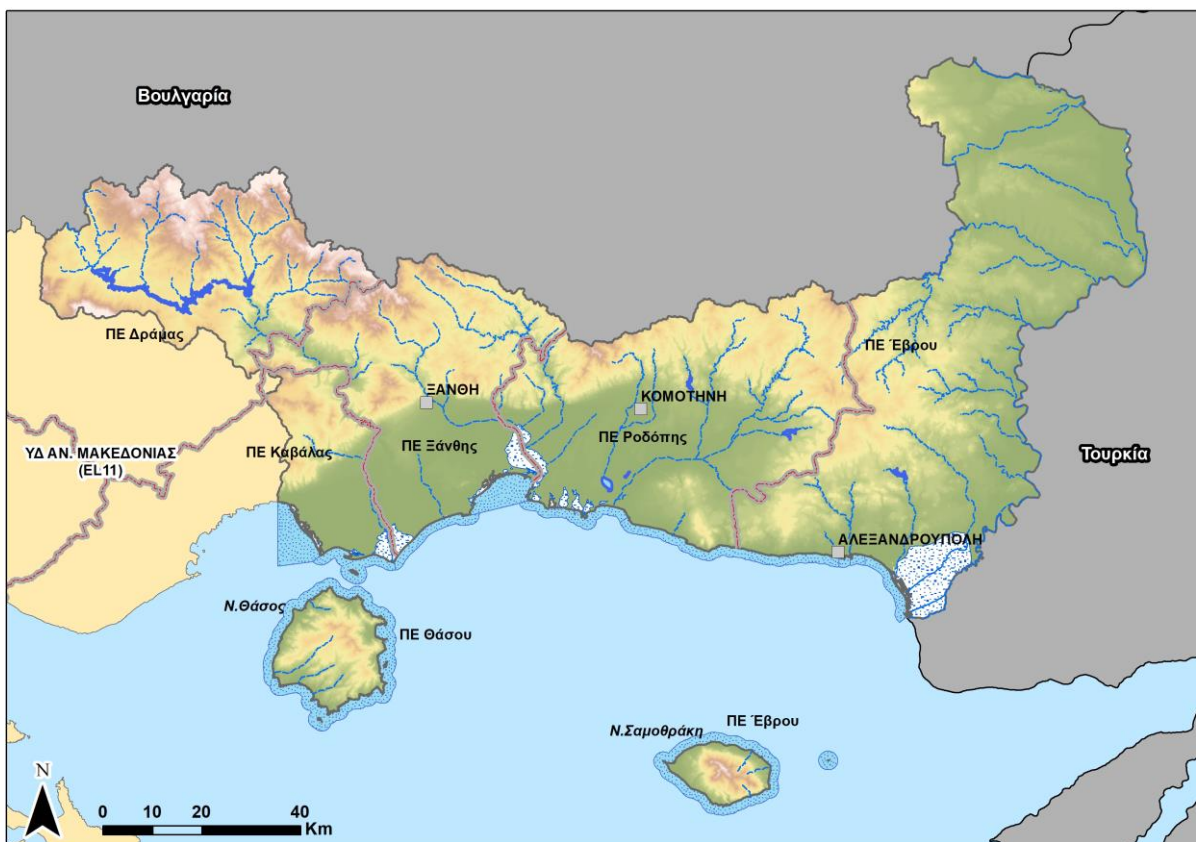 Βουλγαρία
ΠΕ Δράμας
ΠΕ Έβρου
ΞΑΝΘΗ
ΚΟΜΟΤΗΝΗ
ΠΕ Ροδόπης
ΠΕ Ξάνθης
ΠΕ Καβάλας
ΥΔ ΑΝ. ΜΑΚΕΔΟΝΙΑΣ
(EL11)
Τουρκία
ΑΛΕΞΑΝΔΡΟΥΠΟΛΗ
Ν.Θάσος
ΠΕ Θάσου
ΠΕ Έβρου
Ν.Σαμοθράκη
N
0 10 20 40
Km